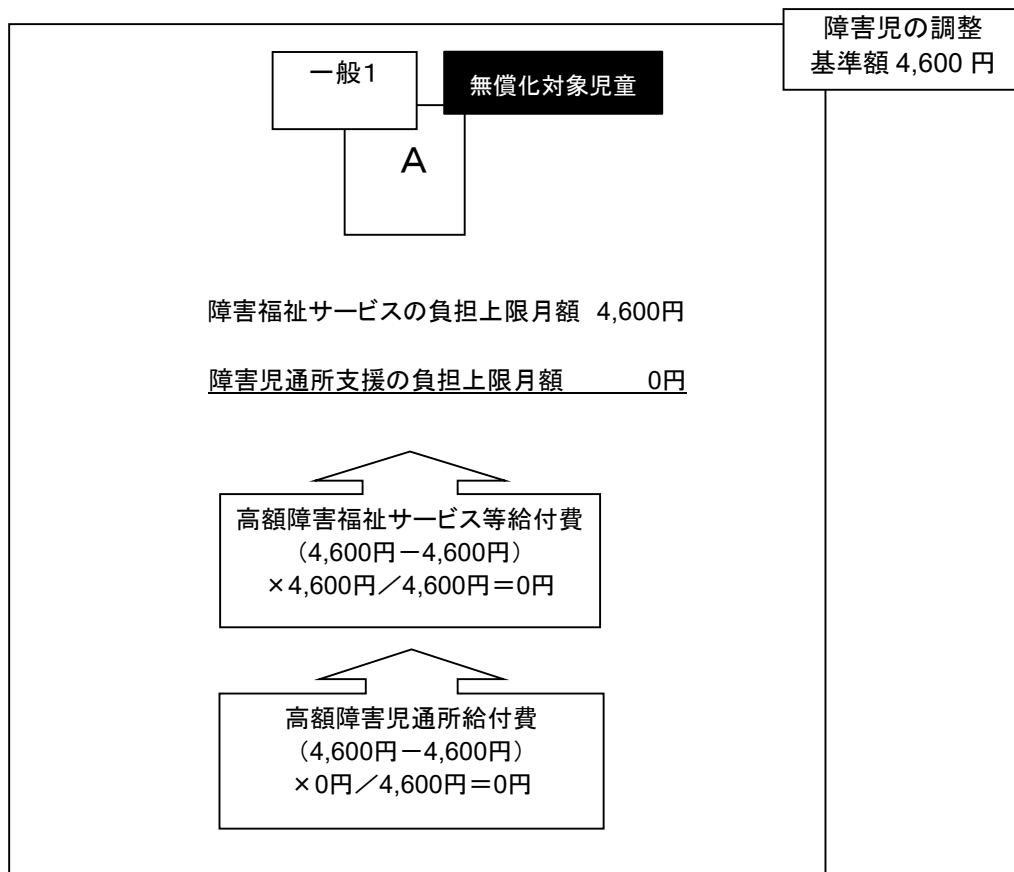 障害児の調整
基準額 4,600 円
一般1
無償化対象児童
A
障害福祉サービスの負担上限月額 4,600円
障害児通所支援の負担上限月額 0円
高額障害福祉サービス等給付費
（4,600円－4,600円）
×4,600円／4,600円＝0円
高額障害児通所給付費
（4,600円－4,600円）
×0円／4,600円＝0円